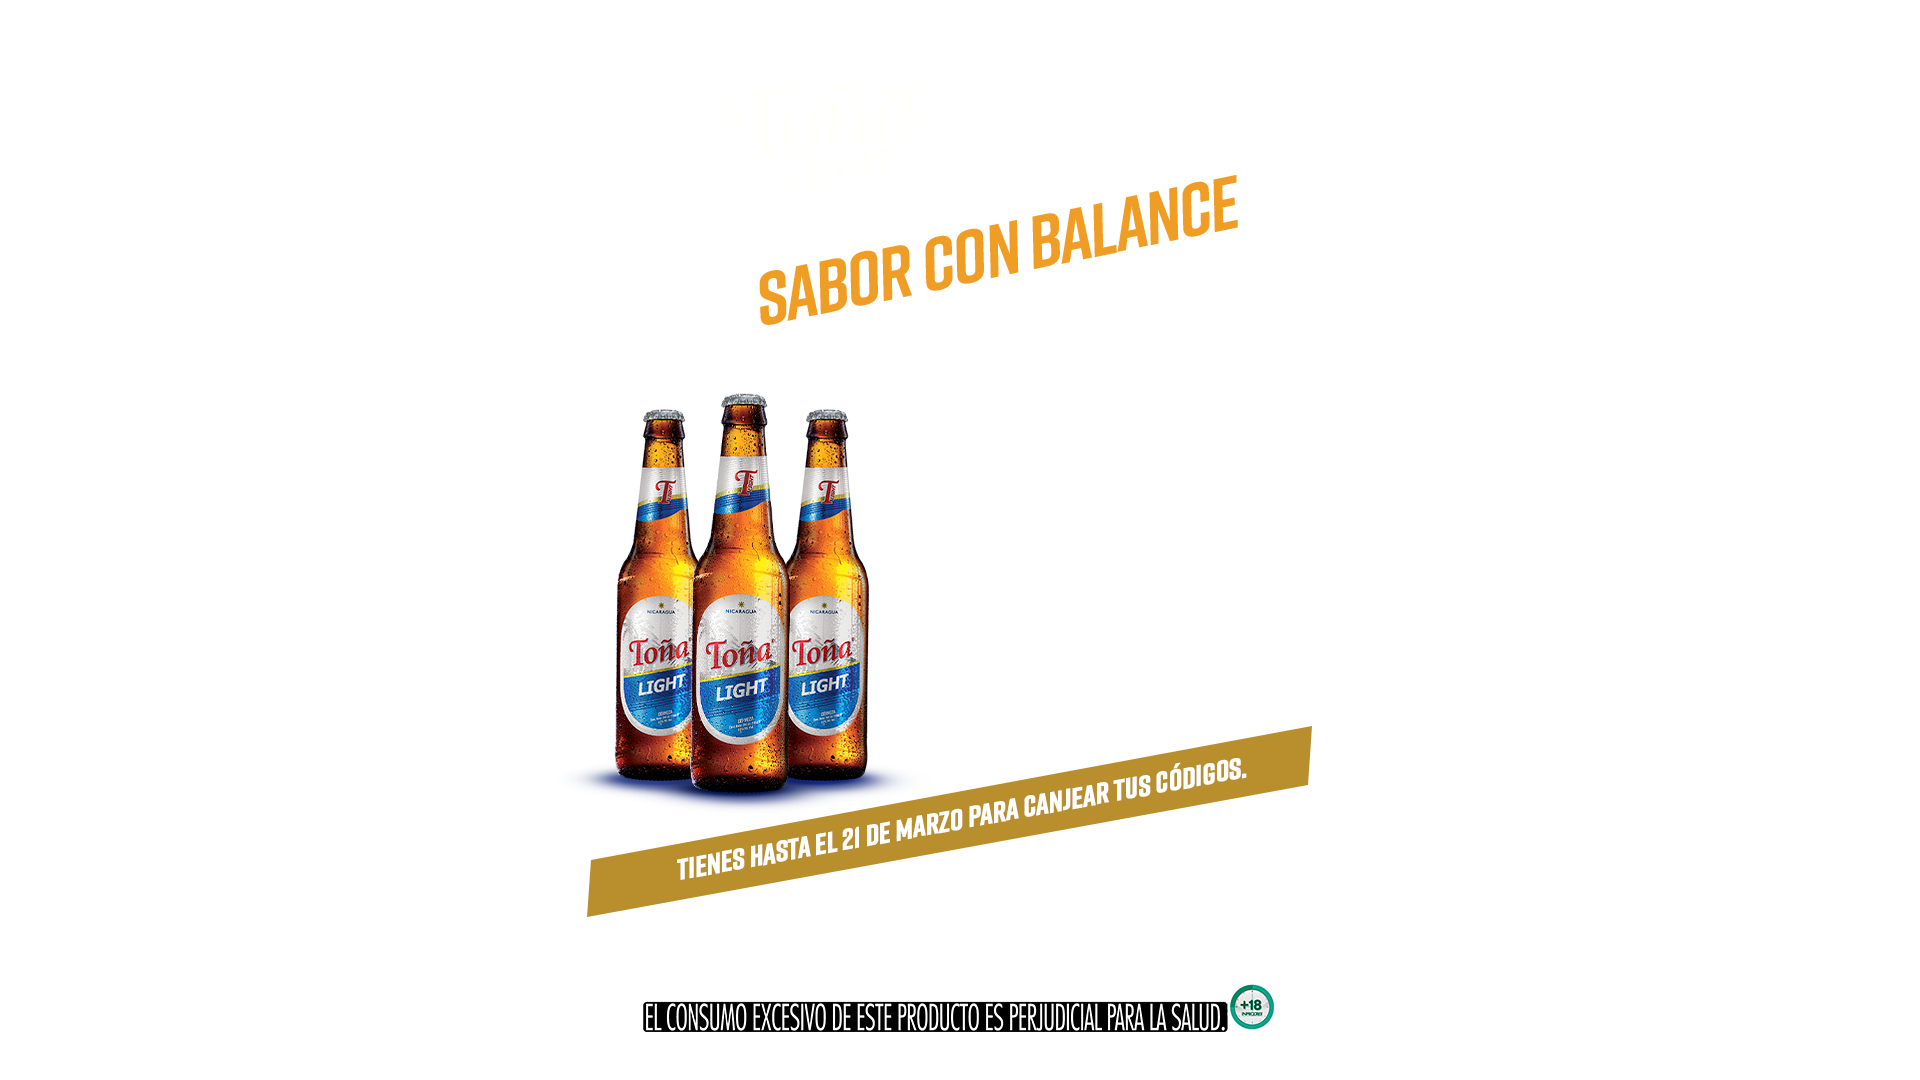 SABOR CON BALANCE
T
T
T
NICARAGUA
NICARAGUA
NICARAGUA
Toña
Toña
Toña
LIGHT
LIGHT
LIGHT
TIENES HASTA EL 21 DE MARZO PARA CANJEAR TUS CÓDIGOS.
EL CONSUMO EXCESIVO DE ESTE PRODUCTO ES PERJUDICIAL PARA LA SALUD.
+18